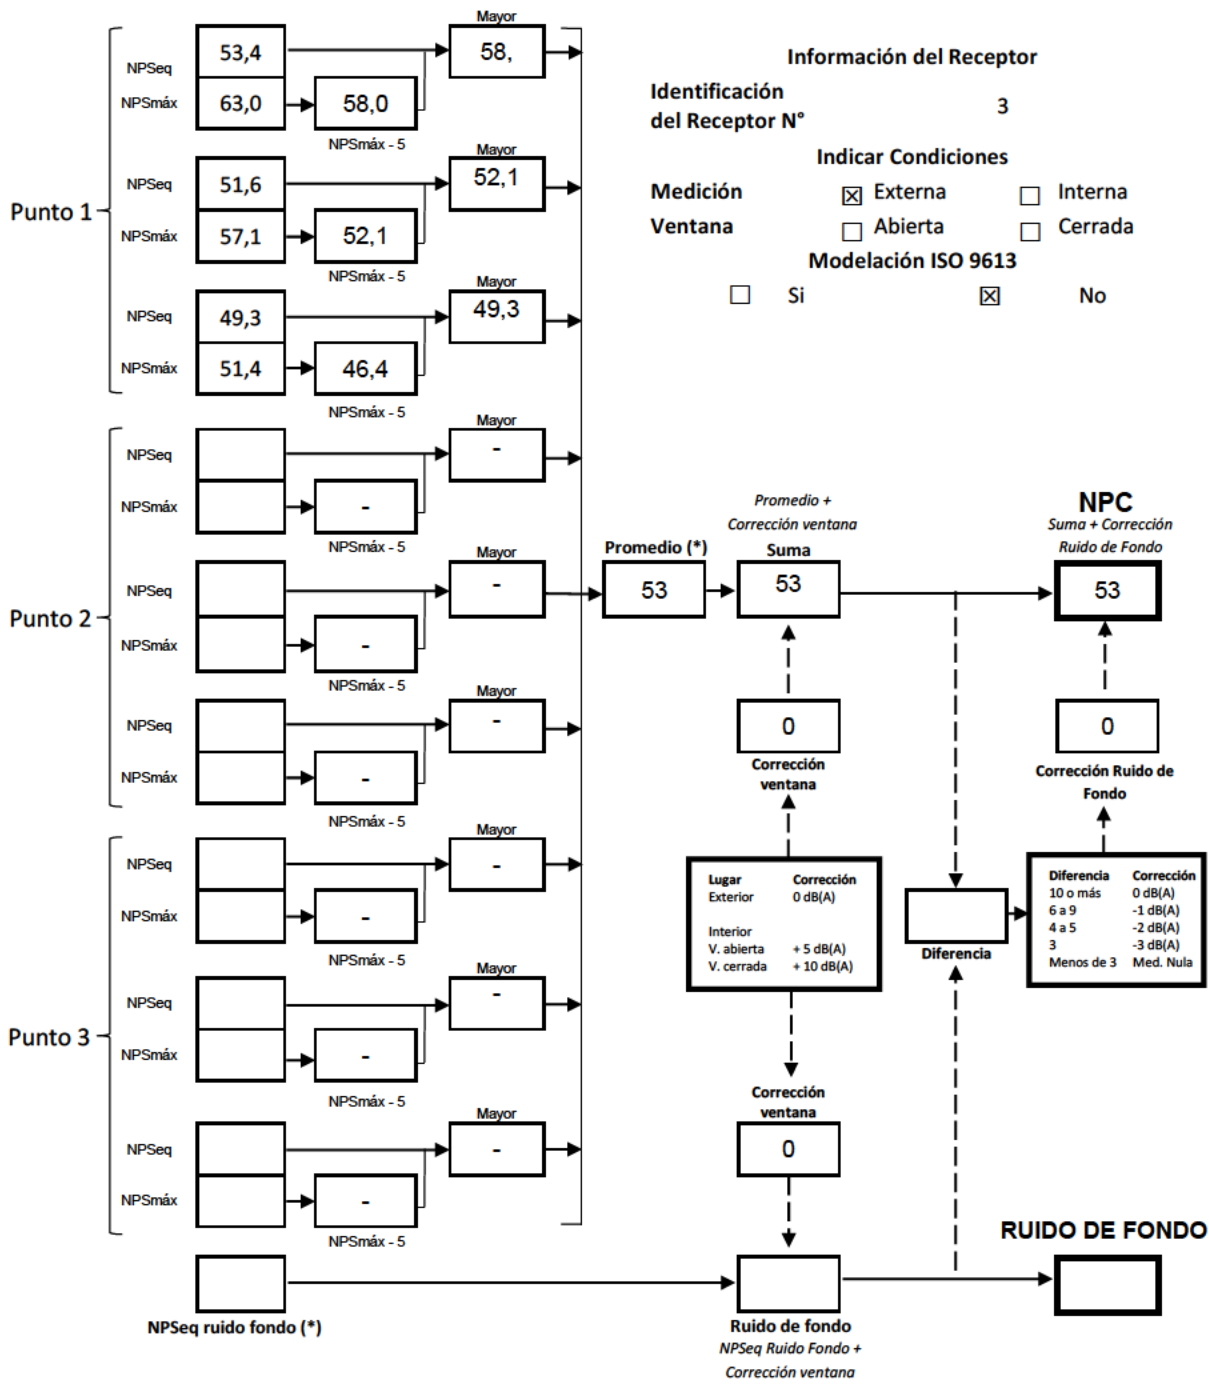 Punto 1
NPSeq
53,4
NPSmáx
63,0
58,0
NPSmáx - 5
Mayor
58,
NPSeq
51,6
NPSmáx
57,1
52,1
NPSmáx - 5
Mayor
52,1
NPSeq
49,3
NPSmáx
51,4
46,4
NPSmáx - 5
Mayor
49,3
Información del Receptor
Identificación
del Receptor N°
3
Indicar Condiciones
Medición
☒ Externa
☐ Interna
Ventana
☐ Abierta
☐ Cerrada
Modelación ISO 9613
☐ Si
☒ No
Punto 2
NPSeq
NPSmáx
-
NPSmáx - 5
Mayor
-
NPSeq
NPSmáx
-
NPSmáx - 5
Mayor
-
NPSeq
NPSmáx
-
NPSmáx - 5
Mayor
-
Punto 3
NPSeq
NPSmáx
-
NPSmáx - 5
Mayor
-
NPSeq
NPSmáx
-
NPSmáx - 5
Mayor
-
NPSeq
NPSmáx
-
NPSmáx - 5
Mayor
-
Promedio (*)
53
Promedio +
Corrección ventana
Suma
53
NPC
Suma + Corrección
Ruido de Fondo
53
0
Corrección
ventana
0
Corrección Ruido de
Fondo
Lugar Corrección
Exterior 0 dB(A)
Interior
V. abierta + 5 dB(A)
V. cerrada + 10 dB(A)
Diferencia
Diferencia Corrección
10 o más 0 dB(A)
6 a 9 -1 dB(A)
4 a 5 -2 dB(A)
3 -3 dB(A)
Menos de 3 Med. Nula
Corrección
ventana
0
NPSeq ruido fondo (*)
Ruido de fondo
NPSeq Ruido Fondo +
Corrección ventana
RUIDO DE FONDO